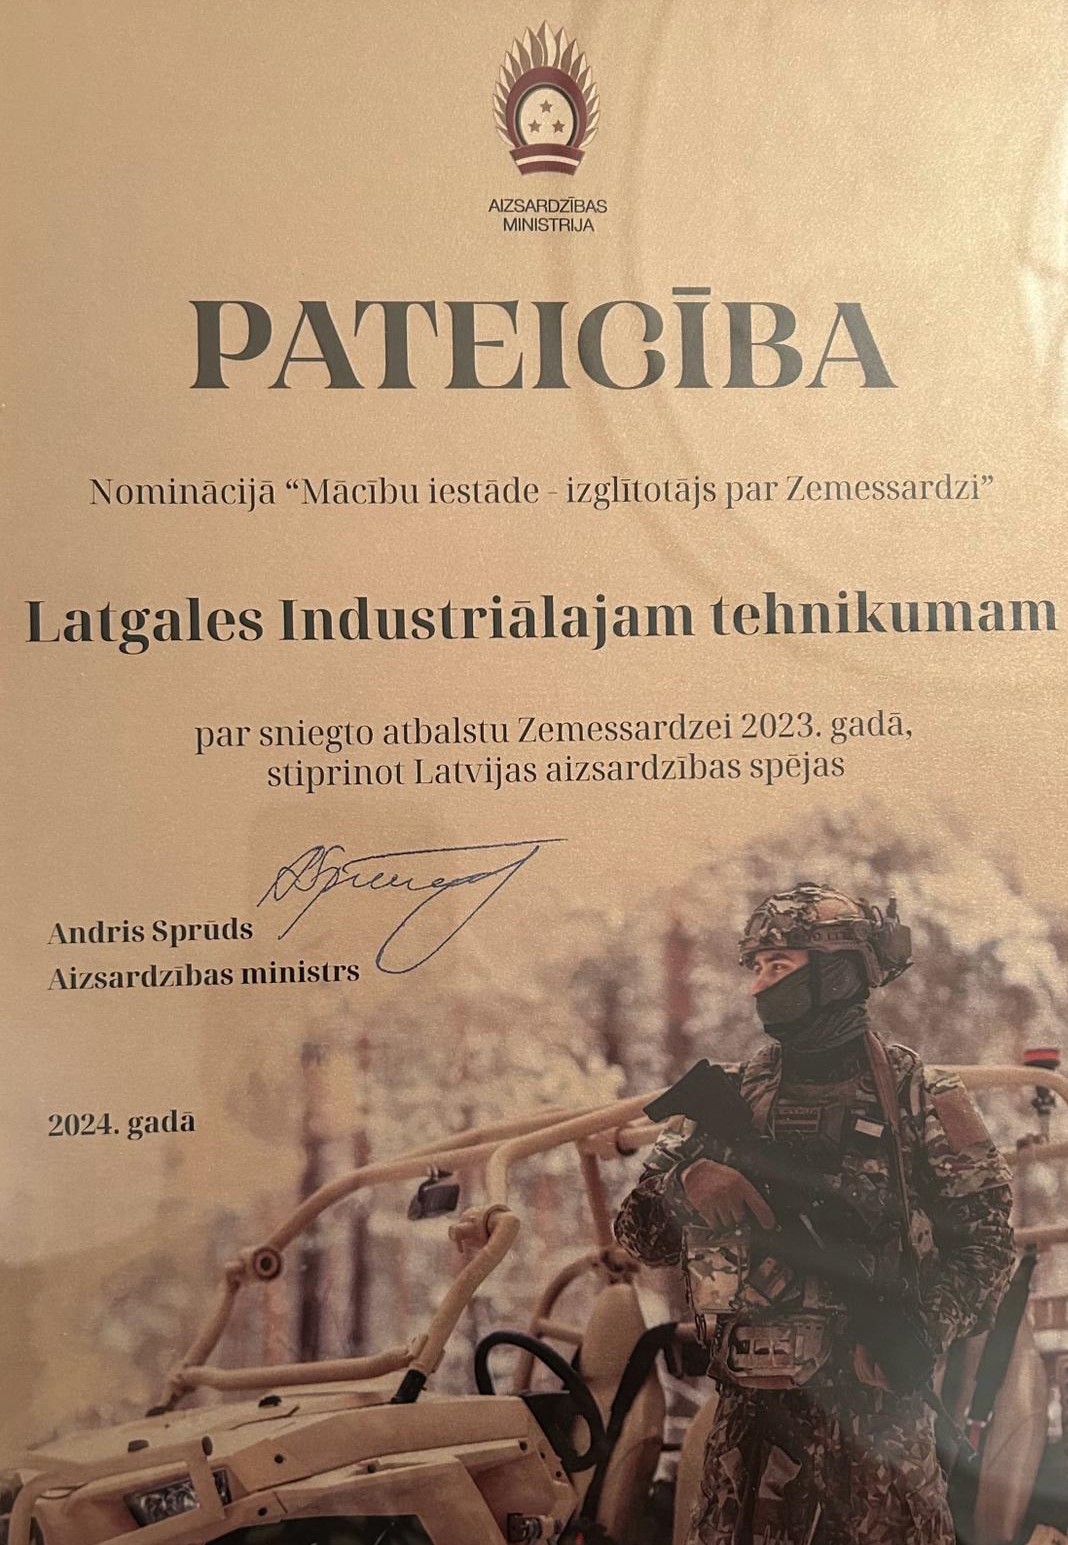 AIZSARDZĪBAS
MINISTRIJA
PATEICĪBA
Nominācijā “Mācību iestāde - izglītotājs par Zemessardzi”
Latgales Industriālajam tehnikumam
par sniegto atbalstu Zemessardzei 2023. gadā,
stiprinot Latvijas aizsardzības spējas
Andris Sprūds
Aizsardzības ministrs
2024. gadā